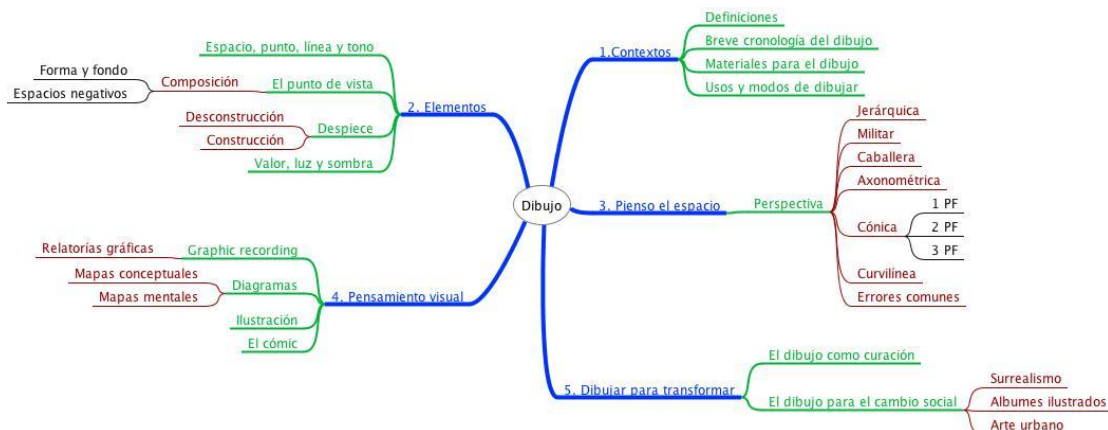 Dibujo
1.Contextos
Definiciones
Breve cronología del dibujo
Materiales para el dibujo
Usos y modos de dibujar
2. Elementos
Espacio, punto, línea y tono
El punto de vista
Composición
Forma y fondo
Espacios negativos
Despiece
Desconstrucción
Construcción
Valor, luz y sombra
3. Pienso el espacio
Perspectiva
Jerárquica
Militar
Caballera
Axonométrica
Cónica
1 PF
2 PF
3 PF
Curvilínea
Errores comunes
4. Pensamiento visual
Graphic recording
Relatorías gráficas
Diagramas
Mapas conceptuales
Mapas mentales
Ilustración
El cómic
5. Dibujar para transformar
El dibujo como curación
El dibujo para el cambio social
Surrealismo
Albumes ilustrados
Arte urbano